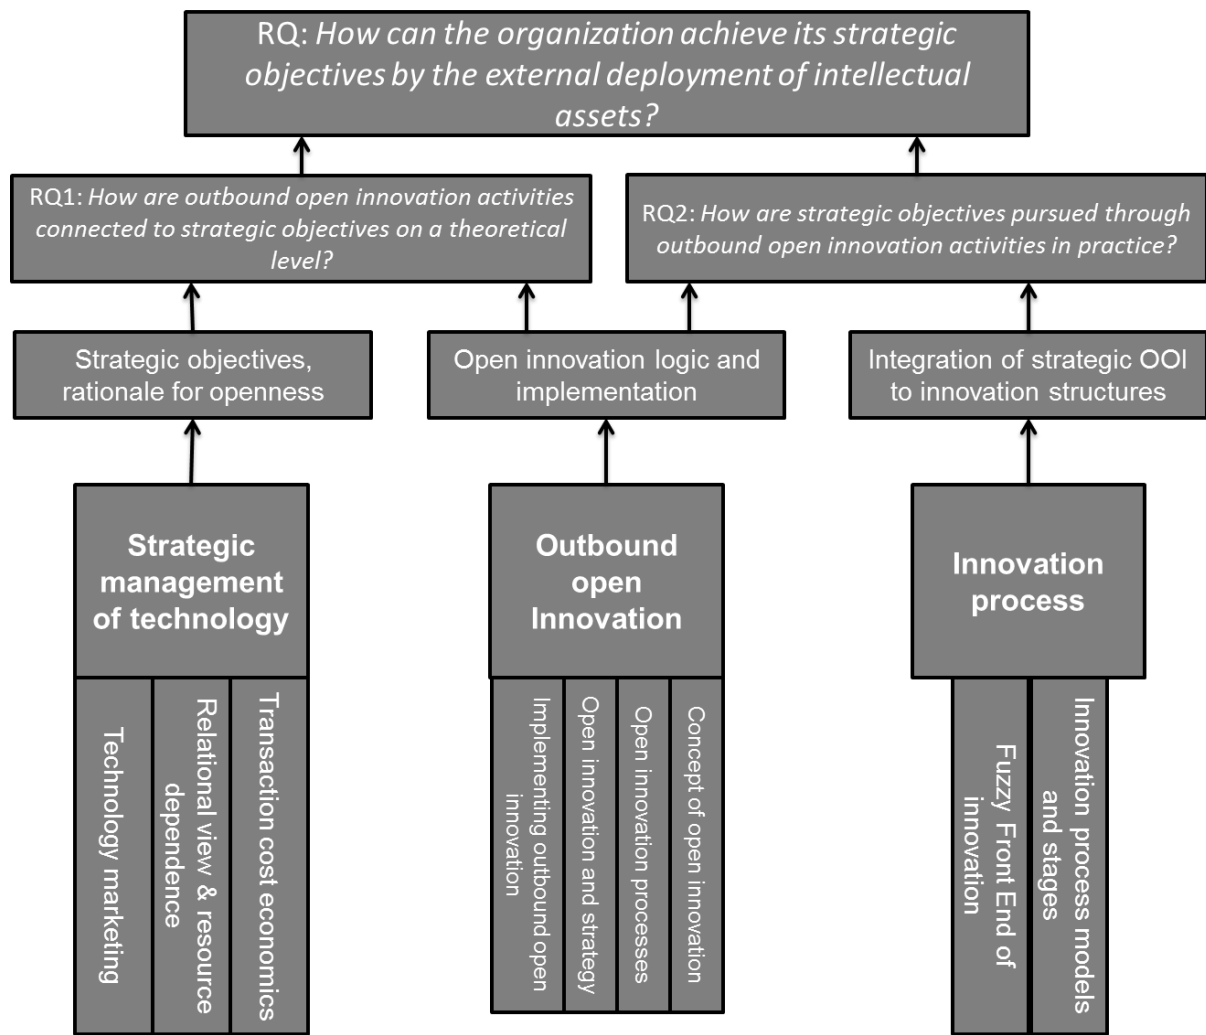 RQ: How can the organization achieve its strategic
objectives by the external deployment of intellectual
assets?
RQ1: How are outbound open innovation activities
connected to strategic objectives on a theoretical
level?
RQ2: How are strategic objectives pursued through
outbound open innovation activities in practice?
Strategic objectives,
rationale for openness
Open innovation logic and
implementation
Integration of strategic OOI
to innovation structures
Strategic
management
of technology
Outbound
open
Innovation
Innovation
process
Technology marketing
Relational view & resource
dependence
Transaction cost economics
Implementing outbound open
innovation
Open innovation and strategy
Open innovation processes
Concept of open innovation
Fuzzy Front End of
innovation
Innovation process models
and stages